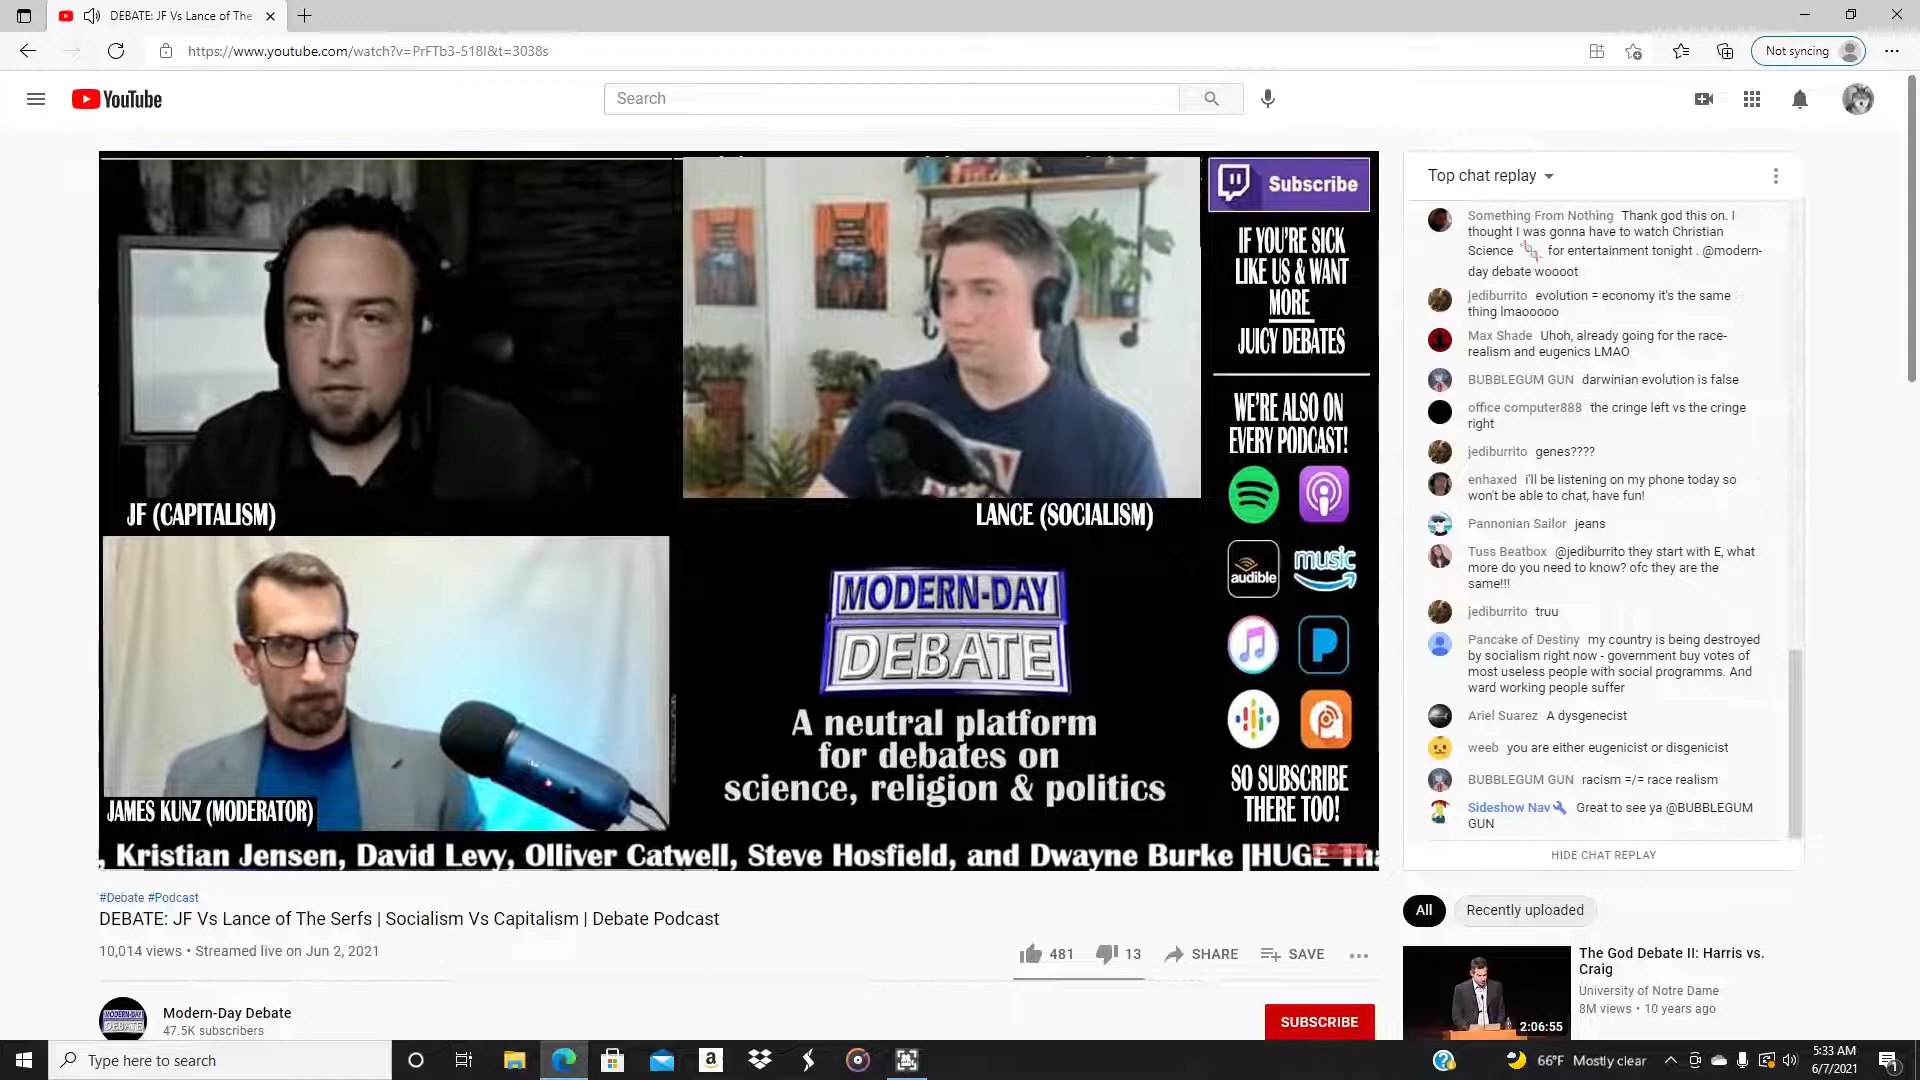 DEBATE: JF Vs Lance of The
https://www.youtube.com/watch?v=PrFTb3-518I&t=3038s
Not syncing
YouTube
Search
Subscribe
IF YOU'RE SICK
LIKE US & WANT
MORE
JUICY DEBATES
WE'RE ALSO ON
EVERY PODCAST!
audible
music
SO SUBSCRIBE
THERE TOO!
JF (CAPITALISM)
LANCE (SOCIALISM)
JAMES KUNZ (MODERATOR)
MODERN-DAY
DEBATE
A neutral platform
for debates on
science, religion & politics
, Kristian Jensen, David Levy, Olliver Catwell, Steve Hosfield, and Dwayne Burke |HUGE Tha
Top chat replay
Something From Nothing Thank god this on. I
thought I was gonna have to watch Christian
Science for entertainment tonight . @modern-
day debate woooot
jediburrito evolution = economy it's the same
thing lmaooooo
Max Shade Uhoh, already going for the race-
realism and eugenics LMAO
BUBBLEGUM GUN darwinian evolution is false
office computer888 the cringe left vs the cringe
right
jediburrito genes????
enhaxed i'll be listening on my phone today so
won't be able to chat, have fun!
Pannonian Sailor jeans
Tuss Beatbox @jediburrito they start with E, what
more do you need to know? ofc they are the
same!!!
jediburrito truu
Pancake of Destiny my country is being destroyed
by socialism right now - government buy votes of
most useless people with social programms. And
ward working people suffer
Ariel Suarez A dysgenecist
weeb you are either eugenicist or disgenicist
BUBBLEGUM GUN racism =/= race realism
Sideshow Nav Great to see ya @BUBBLEGUM
GUN
HIDE CHAT REPLAY
#Debate #Podcast
DEBATE: JF Vs Lance of The Serfs | Socialism Vs Capitalism | Debate Podcast
10,014 views • Streamed live on Jun 2, 2021
481
13
SHARE
SAVE
MODERN-DAY
DEBATE
Modern-Day Debate
47.5K subscribers
SUBSCRIBE
All
Recently uploaded
The God Debate II: Harris vs.
Craig
University of Notre Dame
8M views • 10 years ago
2:06:55
Type here to search
66°F Mostly clear
5:33 AM
6/7/2021
1